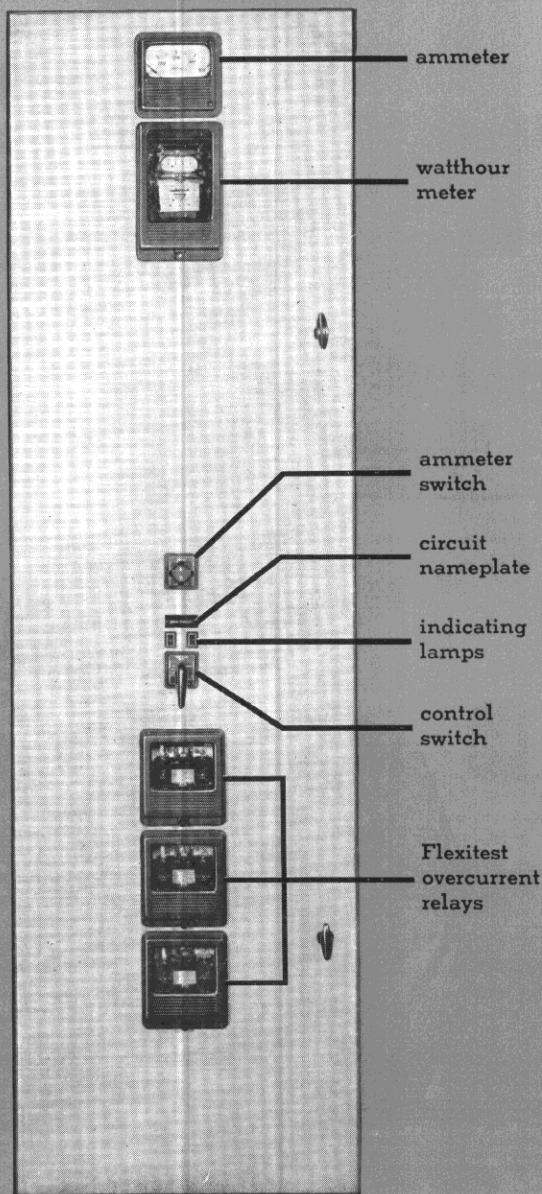 ammeter
watthour
meter
ammeter
switch
circuit
nameplate
indicating
lamps
control
switch
Flexitest
overcurrent
relays